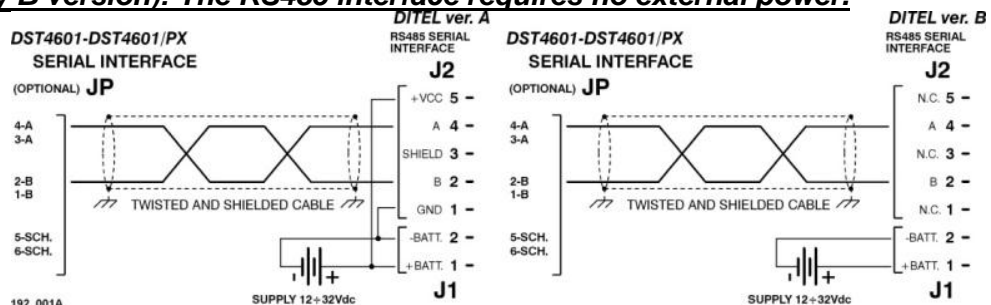 B version). The RS485 interface requires no external power.
DITEL ver. A
RS485 SERIAL
INTERFACE
J2
DST4601-DST4601/PX
SERIAL INTERFACE
(OPTIONAL) JP
4-A
3-A
2-B
1-B
5-SCH.
6-SCH.
TWISTED AND SHIELDED CABLE
+VCC 5 -
A 4 -
SHIELD 3 -
B 2 -
GND 1 -
-BATT. 2 -
+BATT. 1 -
J1
- +
SUPPLY 12÷32Vdc
192_001A
DITEL ver. B
RS485 SERIAL
INTERFACE
J2
DST4601-DST4601/PX
SERIAL INTERFACE
(OPTIONAL) JP
4-A
3-A
2-B
1-B
5-SCH.
6-SCH.
TWISTED AND SHIELDED CABLE
N.C. 5 -
A 4 -
N.C. 3 -
B 2 -
N.C. 1 -
-BATT. 2 -
+BATT. 1 -
J1
- +
SUPPLY 12÷32Vdc